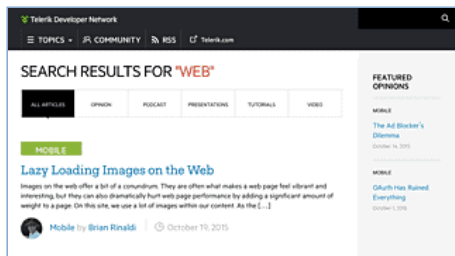 Telerik Developer Network
TOPICS COMMUNITY RSS Telerik.com
SEARCH RESULTS FOR "WEB"
ALL ARTICLES OPINION PODCAST PRESENTATIONS TUTORIALS VIDEO
MOBILE
Lazy Loading Images on the Web
Images on the web offer a bit of a conundrum. They are often what makes a web page feel vibrant and
interesting, but they can also dramatically hurt web page performance by adding a significant amount of
weight to a page. On this site, we use a lot of images within our content. As the [...]
Mobile by Brian Rinaldi October 19, 2015
FEATURED
OPINIONS
MOBILE
The Ad Blocker's
Dilemma
October 14, 2015
MOBILE
OAuth Has Ruined
Everything
October 1, 2015